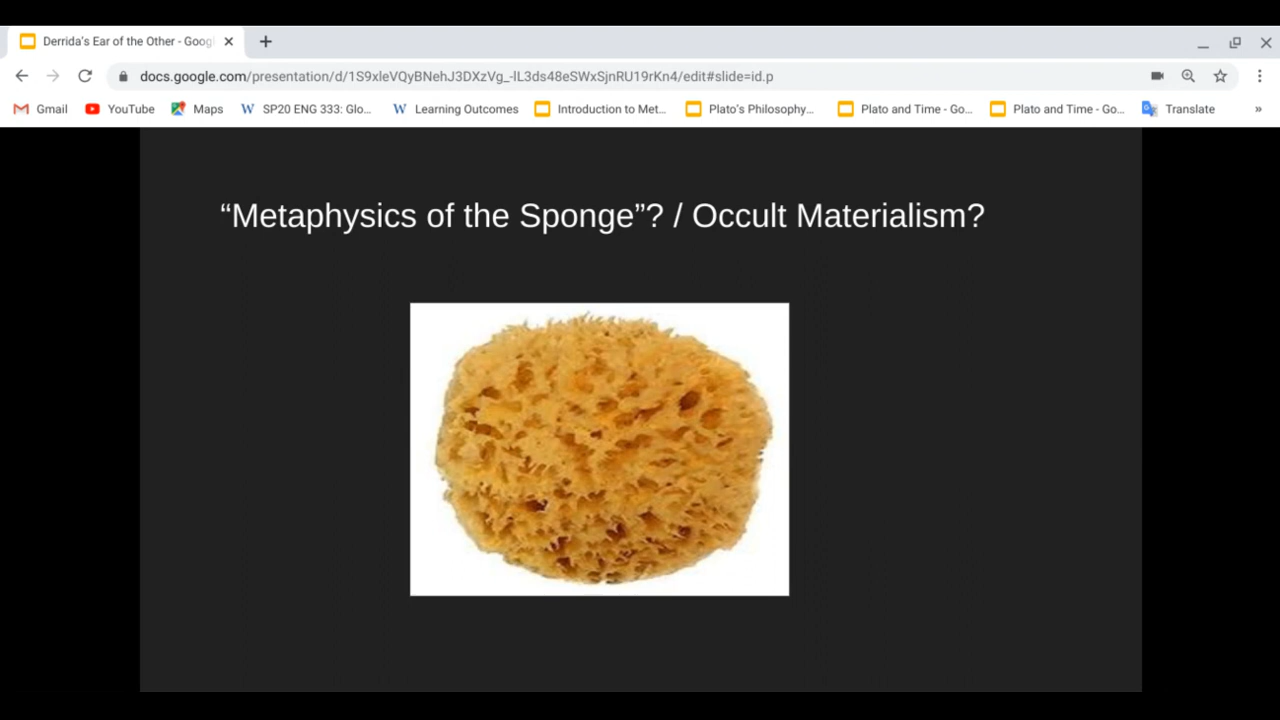 Derrida's Ear of the Other - Goog
docs.google.com/presentation/d/1S9xleVQyBNehJ3DXzVg_-lL3ds48eSWxSjnRU19rKn4/edit#slide=id.p
Gmail YouTube Maps SP20 ENG 333: Glo... Learning Outcomes Introduction to Met... Plato's Philosophy... Plato and Time - Go... Plato and Time - Go... Translate »
“Metaphysics of the Sponge”? / Occult Materialism?